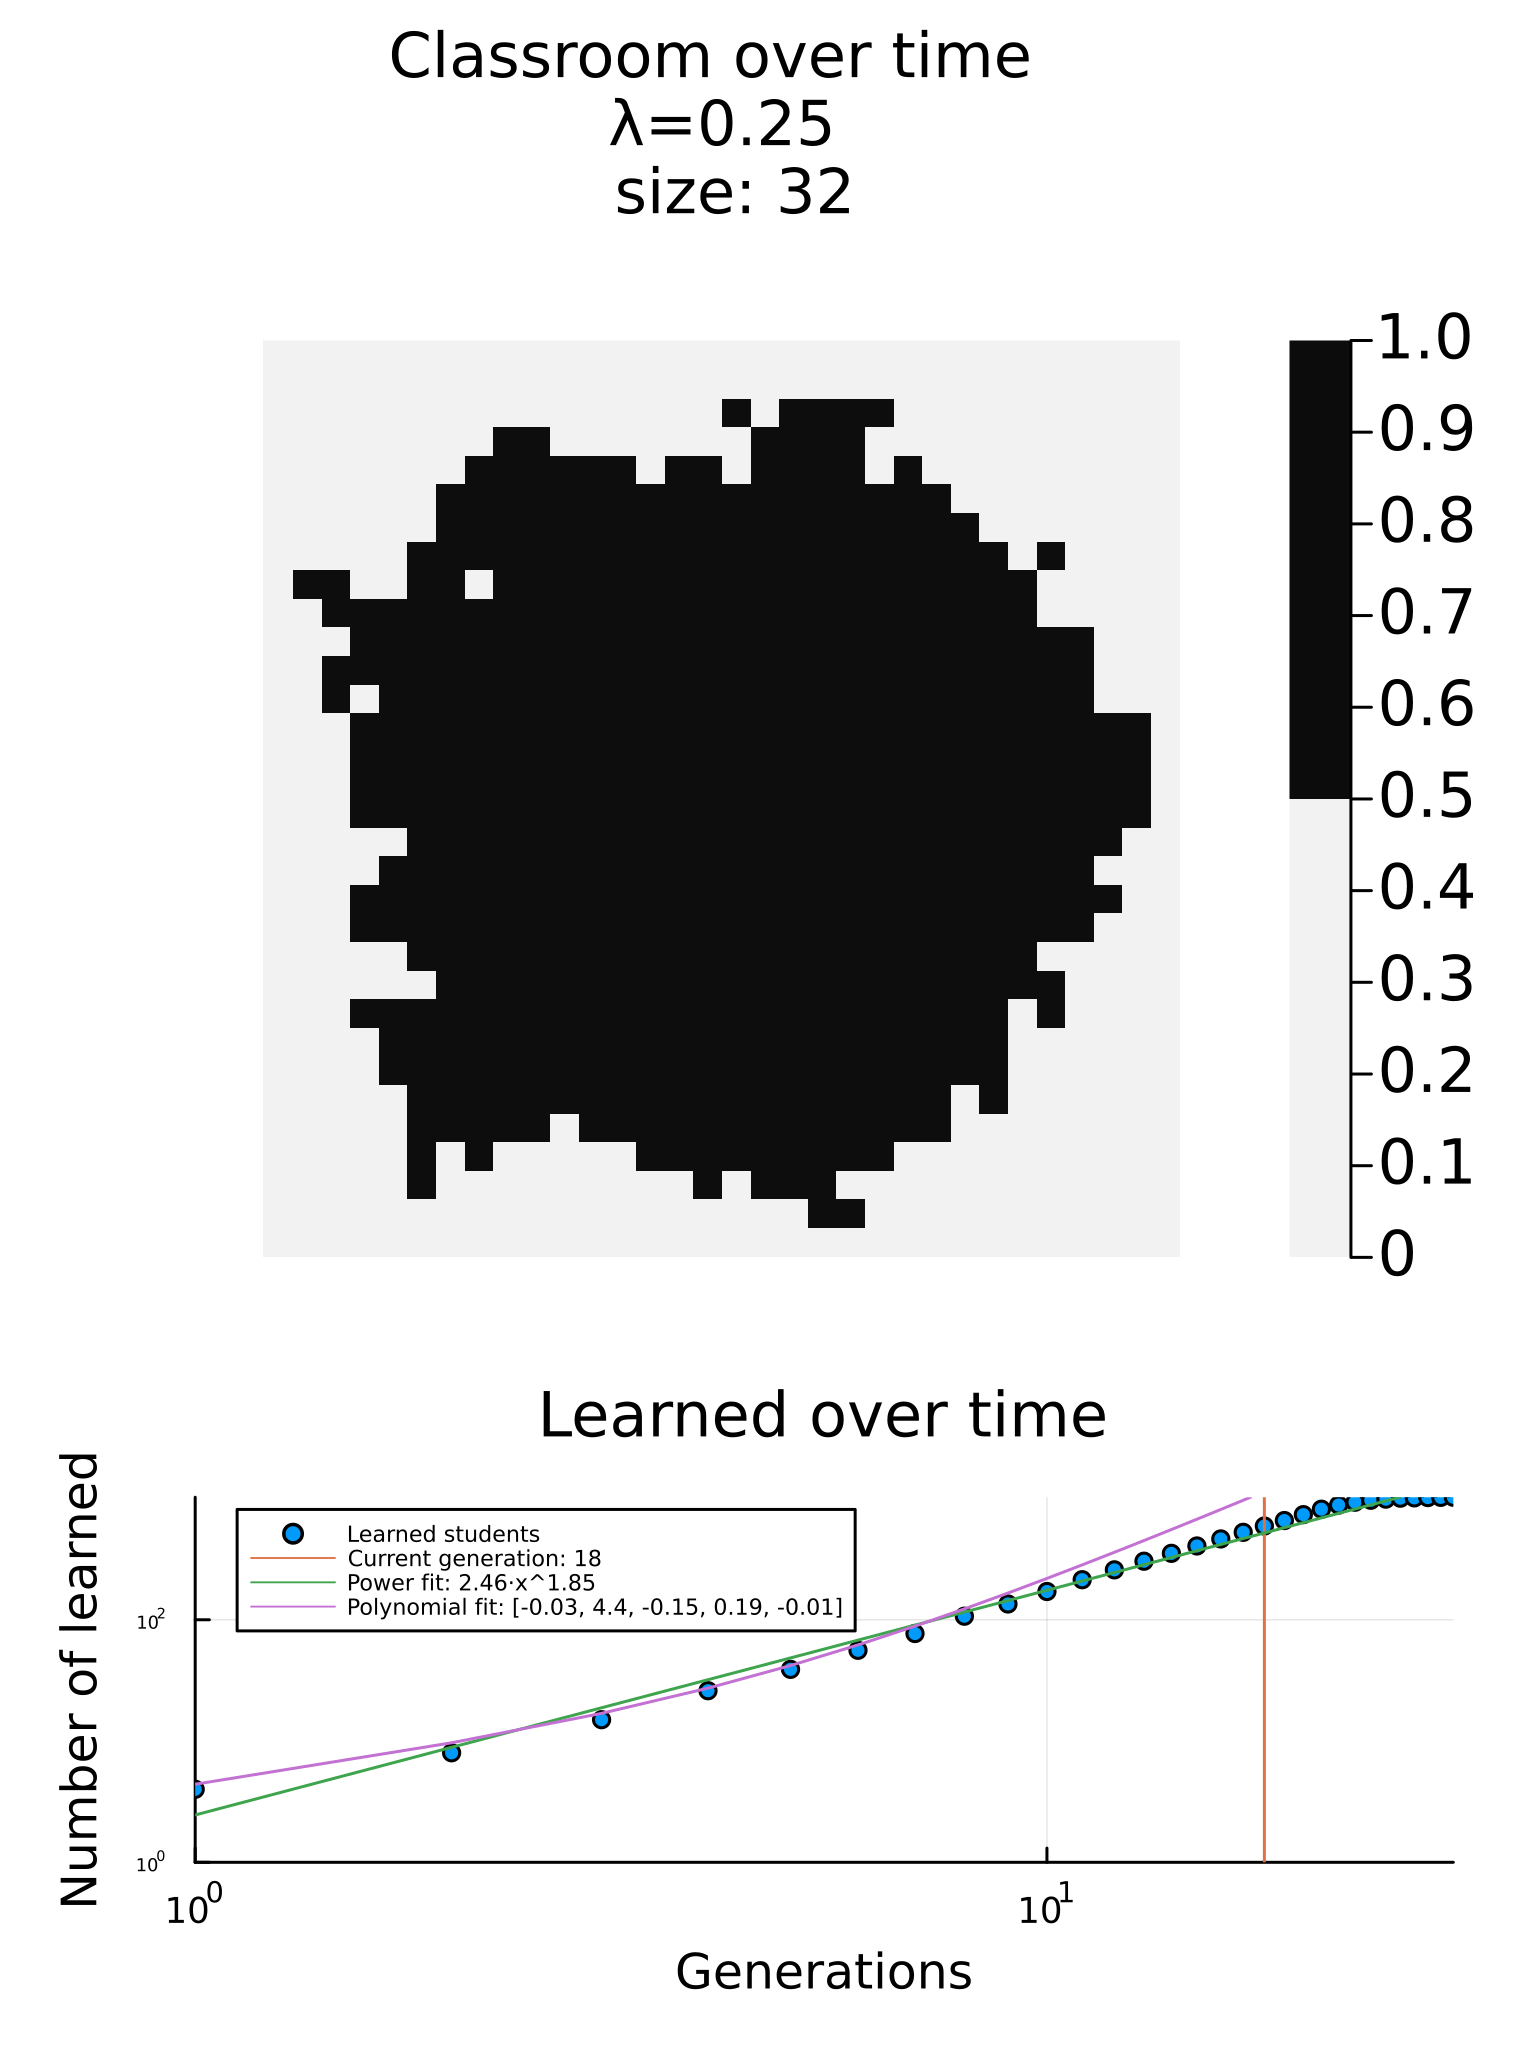 Classroom over time
λ=0.25
size: 32
1.0
0.9
0.8
0.7
0.6
0.5
0.4
0.3
0.2
0.1
0
Learned over time
Number of learned
Learned students
Current generation: 18
Power fit: 2.46·x^1.85
Polynomial fit: [-0.03, 4.4, -0.15, 0.19, -0.01]
10²
10⁰
10⁰
10¹
Generations